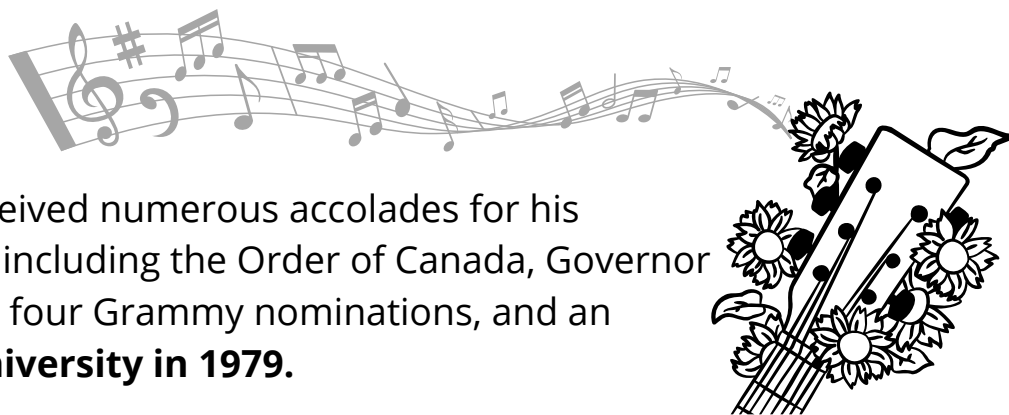 eived numerous accolades for his
including the Order of Canada, Governor
four Grammy nominations, and an
iversity in 1979.